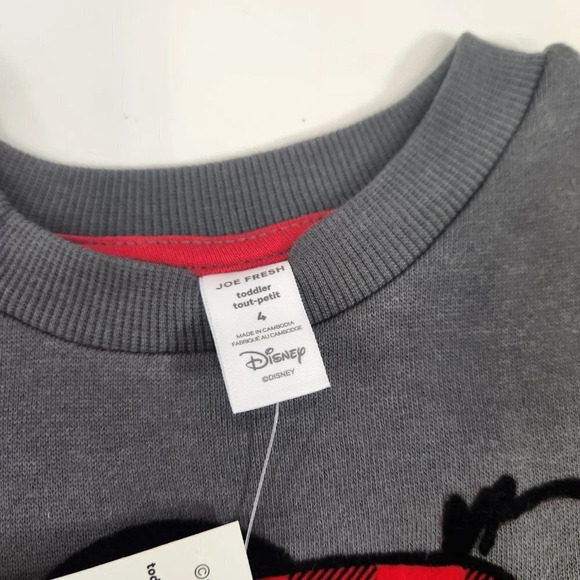 JOE FRESH
toddler
tout-petit
4
MADE IN CAMBODIA
FABRIQUÉ AU CAMBODGE
Disney
©DISNEY
©